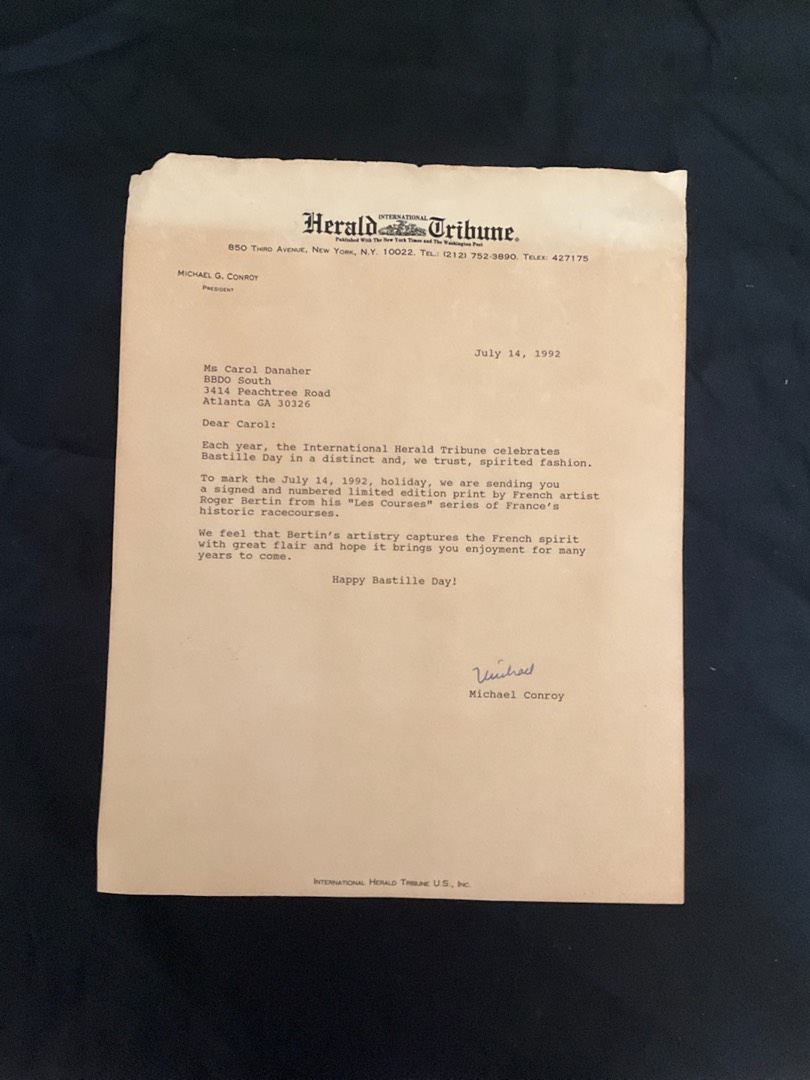 Herald INTERNATIONAL Tribune.
Published With The New York Times and The Washington Post
850 THIRD AVENUE, NEW YORK, N.Y. 10022. TEL.: (212) 752-3890. TELEX: 427175
MICHAEL G. CONROY
PRESIDENT
July 14, 1992
Ms Carol Danaher
BBDO South
3414 Peachtree Road
Atlanta GA 30326
Dear Carol:
Each year, the International Herald Tribune celebrates
Bastille Day in a distinct and, we trust, spirited fashion.
To mark the July 14, 1992, holiday, we are sending you
a signed and numbered limited edition print by French artist
Roger Bertin from his "Les Courses" series of France's
historic racecourses.
We feel that Bertin's artistry captures the French spirit
with great flair and hope it brings you enjoyment for many
years to come.
Happy Bastille Day!
Michael
Michael Conroy
INTERNATIONAL HERALD TRIBUNE U.S., INC.